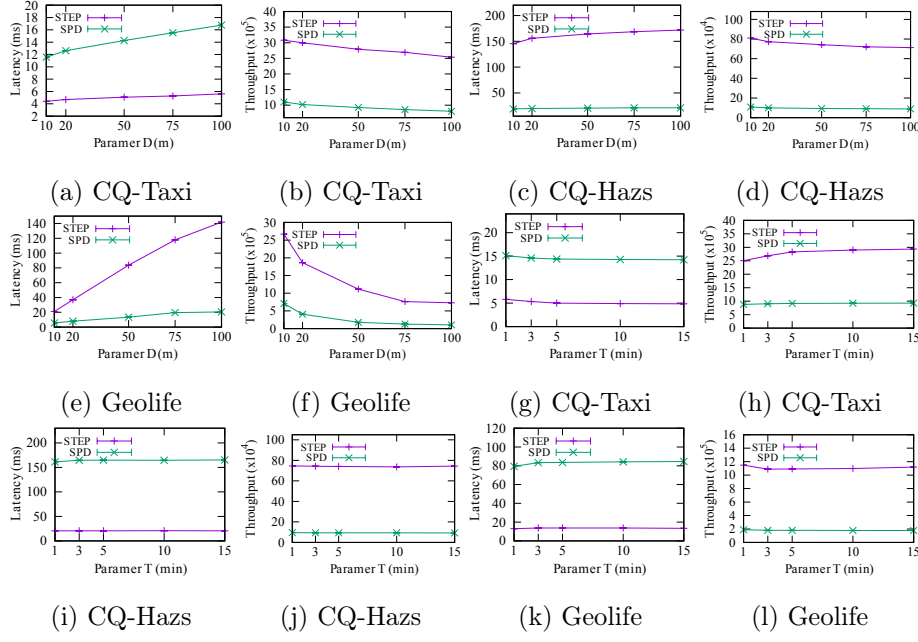 20
18
16
14
12
10
8
6
4
2
STEP
SPD
Latency (ms)
10 20 50 75 100
Paramer D(m)
(a) CQ-Taxi
40
35
30
25
20
15
10
5
STEP
SPD
Throughput (x10^5)
10 20 50 75 100
Paramer D(m)
(b) CQ-Taxi
200
150
100
50
STEP
SPD
Latency (ms)
10 20 50 75 100
Paramer D(m)
(c) CQ-Hazs
100
80
60
40
20
0
STEP
SPD
Throughput (x10^4)
10 20 50 75 100
Paramer D(m)
(d) CQ-Hazs
140
120
100
80
60
40
20
0
STEP
SPD
Latency (ms)
10 20 50 75 100
Paramer D(m)
(e) Geolife
30
25
20
15
10
5
0
STEP
SPD
Throughput (x10^5)
10 20 50 75 100
Paramer D(m)
(f) Geolife
20
15
10
5
0
STEP
SPD
Latency (ms)
1 3 5 10 15
Paramer T (min)
(g) CQ-Taxi
40
35
30
25
20
15
10
5
0
STEP
SPD
Throughput (x10^5)
1 3 5 10 15
Paramer T (min)
(h) CQ-Taxi
200
150
100
50
0
STEP
SPD
Latency (ms)
1 3 5 10 15
Paramer T (min)
(i) CQ-Hazs
100
80
60
40
20
0
STEP
SPD
Throughput (x10^4)
1 3 5 10 15
Paramer T (min)
(j) CQ-Hazs
120
100
80
60
40
20
0
STEP
SPD
Latency (ms)
1 3 5 10 15
Paramer T (min)
(k) Geolife
16
14
12
10
8
6
4
2
0
STEP
SPD
Throughput (x10^5)
1 3 5 10 15
Paramer T (min)
(l) Geolife